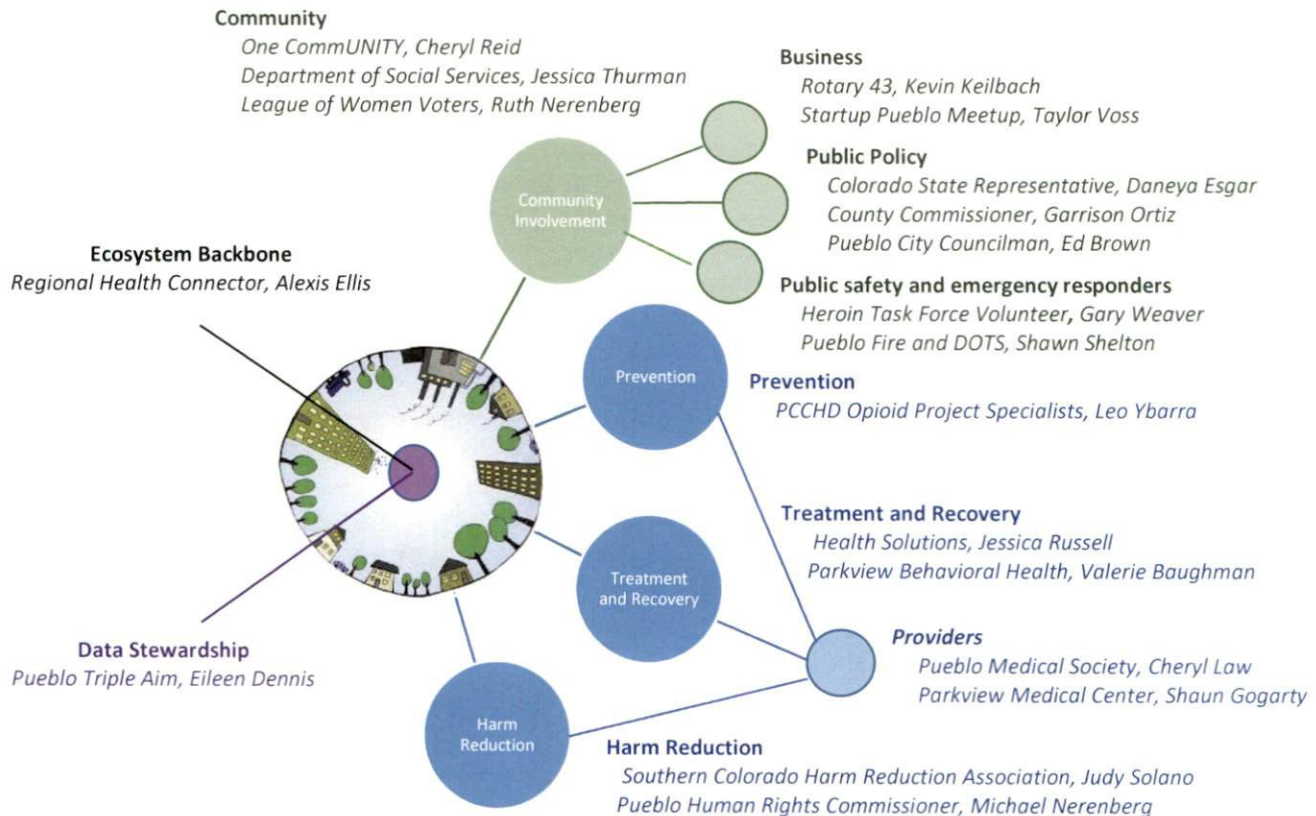 Community
One CommUNITY, Cheryl Reid
Department of Social Services, Jessica Thurman
League of Women Voters, Ruth Nerenberg
Business
Rotary 43, Kevin Keilbach
Startup Pueblo Meetup, Taylor Voss
Community
Involvement
Public Policy
Colorado State Representative, Daneya Esgar
County Commissioner, Garrison Ortiz
Pueblo City Councilman, Ed Brown
Ecosystem Backbone
Regional Health Connector, Alexis Ellis
Public safety and emergency responders
Heroin Task Force Volunteer, Gary Weaver
Pueblo Fire and DOTS, Shawn Shelton
Prevention
Prevention
PCCHD Opioid Project Specialists, Leo Ybarra
Treatment and Recovery
Health Solutions, Jessica Russell
Parkview Behavioral Health, Valerie Baughman
Treatment
and Recovery
Data Stewardship
Pueblo Triple Aim, Eileen Dennis
Providers
Pueblo Medical Society, Cheryl Law
Parkview Medical Center, Shaun Gogarty
Harm
Reduction
Harm Reduction
Southern Colorado Harm Reduction Association, Judy Solano
Pueblo Human Rights Commissioner, Michael Nerenberg